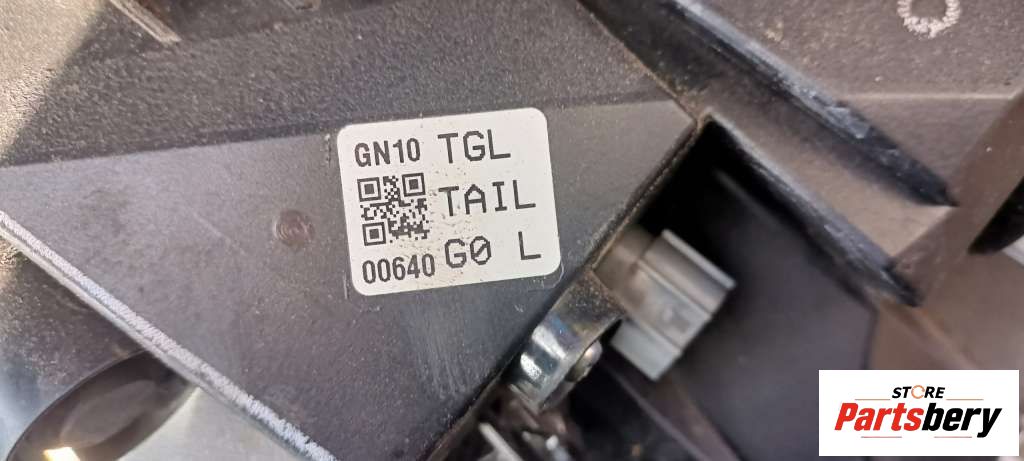 GN10 TGL
TAIL
00640 G0 L
STORE
Partsbery